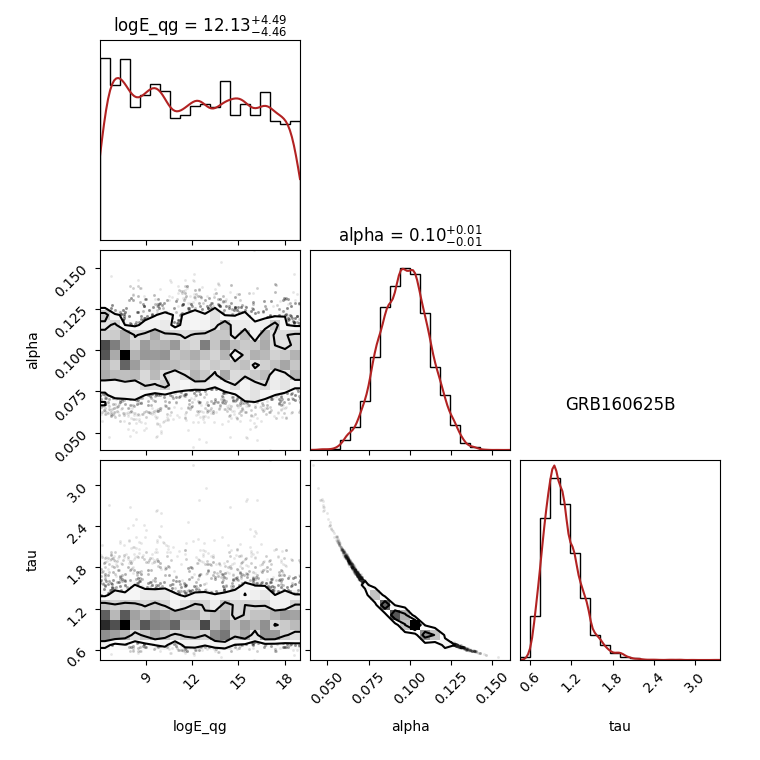 logE_qg = 12.13+4.49 −4.46
alpha = 0.10+0.01 −0.01
alpha
0.150
0.125
0.100
0.075
0.050
GRB160625B
tau
3.0
2.4
1.8
1.2
0.6
9 12 15 18
0.050 0.075 0.100 0.125 0.150
0.6 1.2 1.8 2.4 3.0
logE_qg alpha tau